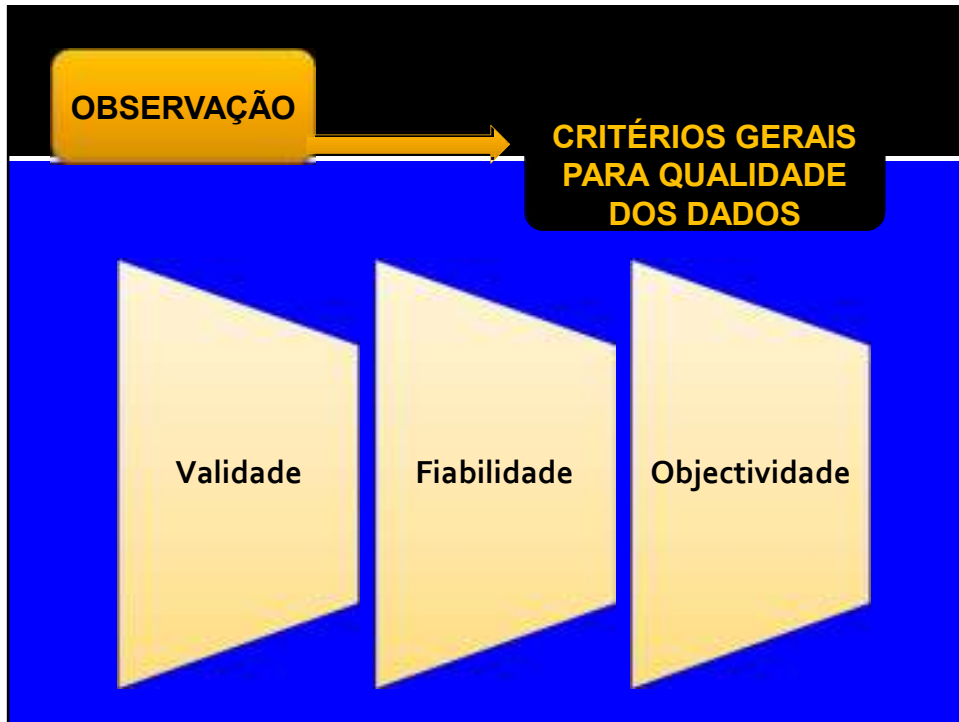 OBSERVAÇÃO
CRITÉRIOS GERAIS
PARA QUALIDADE
DOS DADOS
Validade
Fiabilidade
Objectividade